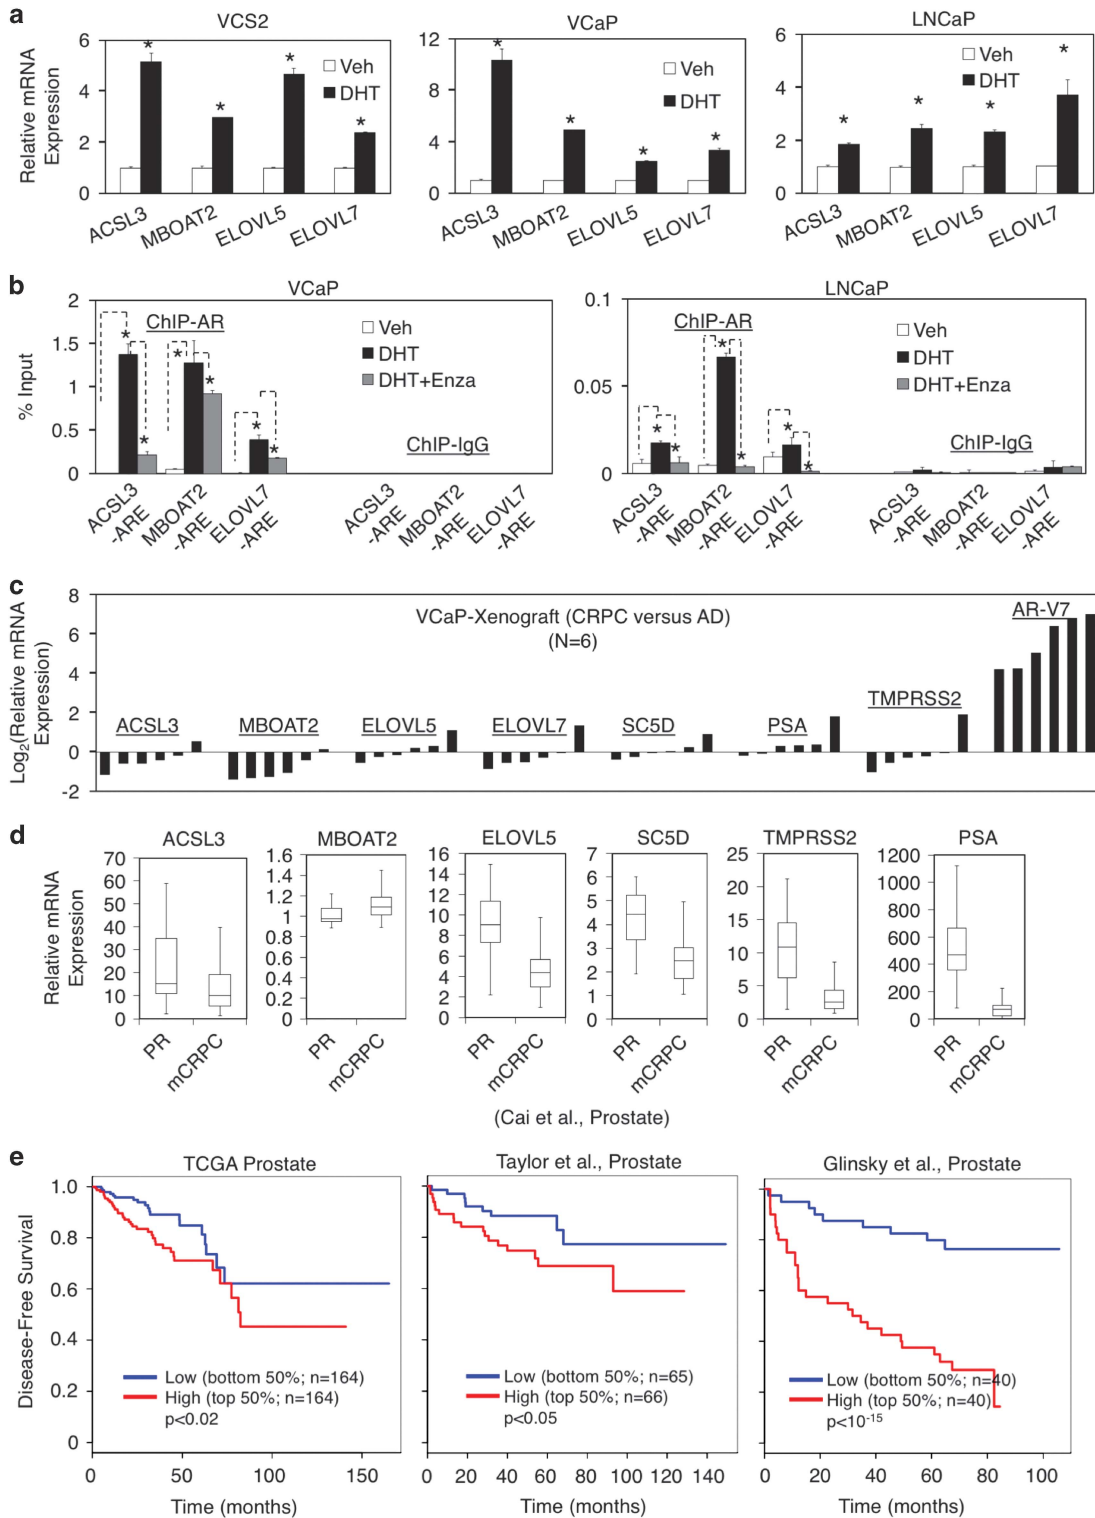 a
VCS2
VCaP
LNCaP
Relative mRNA
Expression
6
4
2
0
* * * *
Veh
DHT
ACSL3
MBOAT2
ELOVL5
ELOVL7
12
8
4
0
* * * *
Veh
DHT
ACSL3
MBOAT2
ELOVL5
ELOVL7
6
4
2
0
* * * *
Veh
DHT
ACSL3
MBOAT2
ELOVL5
ELOVL7
b
VCaP
LNCaP
% Input
2
1.5
1
0.5
0
ChIP-AR
* * * * * *
Veh
DHT
DHT+Enza
ChIP-IgG
ACSL3
-ARE
MBOAT2
-ARE
ELOVL7
-ARE
ACSL3
-ARE
MBOAT2
-ARE
ELOVL7
-ARE
0.1
0.05
0
ChIP-AR
* * * * * *
Veh
DHT
DHT+Enza
ChIP-IgG
ACSL3
-ARE
MBOAT2
-ARE
ELOVL7
-ARE
ACSL3
-ARE
MBOAT2
-ARE
ELOVL7
-ARE
c
Log2(Relative mRNA
Expression)
8
6
4
2
0
-2
VCaP-Xenograft (CRPC versus AD)
(N=6)
ACSL3
MBOAT2
ELOVL5
ELOVL7
SC5D
PSA
TMPRSS2
AR-V7
d
Relative mRNA
Expression
ACSL3
70
60
50
40
30
20
10
0
PR
mCRPC
MBOAT2
1.6
1.4
1.2
1
0.8
0.6
0.4
0.2
0
PR
mCRPC
ELOVL5
16
14
12
10
8
6
4
2
0
PR
mCRPC
SC5D
7
6
5
4
3
2
1
0
PR
mCRPC
TMPRSS2
25
20
15
10
5
0
PR
mCRPC
PSA
1200
1000
800
600
400
200
0
PR
mCRPC
(Cai et al., Prostate)
e
TCGA Prostate
Disease-Free Survival
1.0
0.8
0.6
0.4
0.2
0
Low (bottom 50%; n=164)
High (top 50%; n=164)
p<0.02
0 50 100 150
Time (months)
Taylor et al., Prostate
Low (bottom 50%; n=65)
High (top 50%; n=66)
p<0.05
0 20 40 60 80 100 120 140
Time (months)
Glinsky et al., Prostate
Low (bottom 50%; n=40)
High (top 50%; n=40)
p<10-15
0 20 40 60 80 100
Time (months)